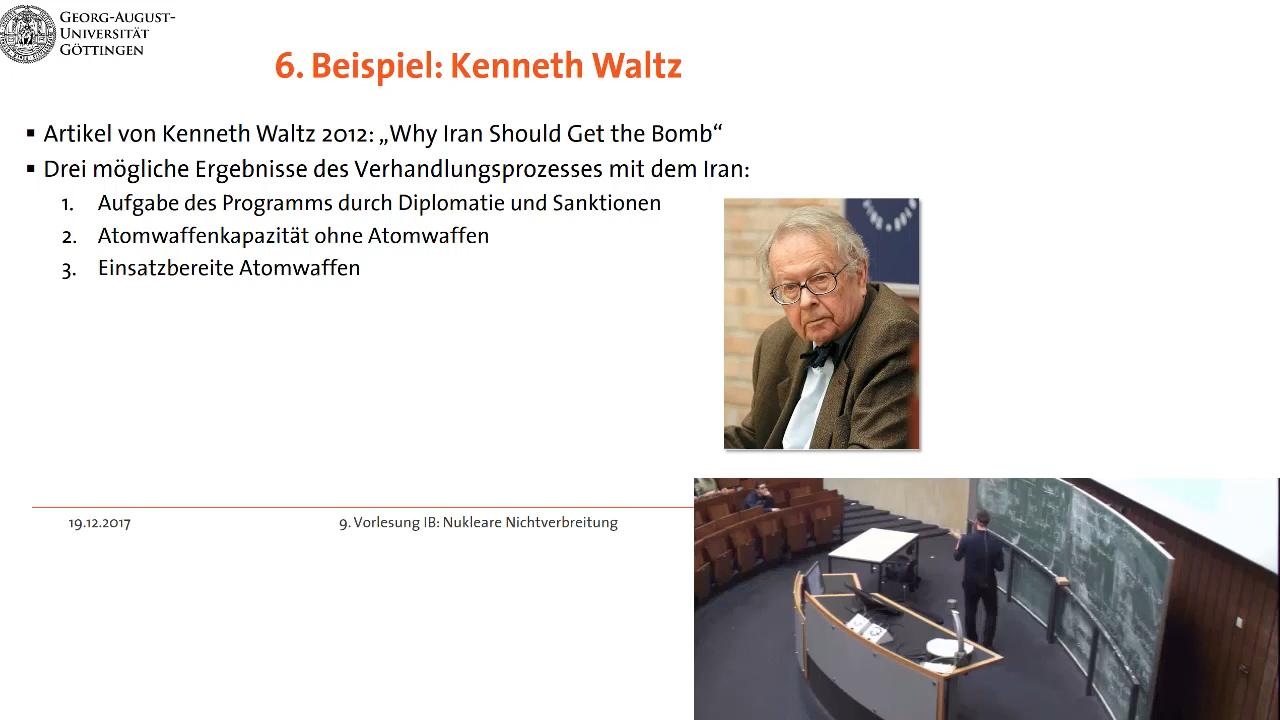 GEORG-AUGUST-
UNIVERSITÄT
GÖTTINGEN
6. Beispiel: Kenneth Waltz
▪ Artikel von Kenneth Waltz 2012: „Why Iran Should Get the Bomb“
▪ Drei mögliche Ergebnisse des Verhandlungsprozesses mit dem Iran:
1. Aufgabe des Programms durch Diplomatie und Sanktionen
2. Atomwaffenkapazität ohne Atomwaffen
3. Einsatzbereite Atomwaffen
19.12.2017
9. Vorlesung IB: Nukleare Nichtverbreitung